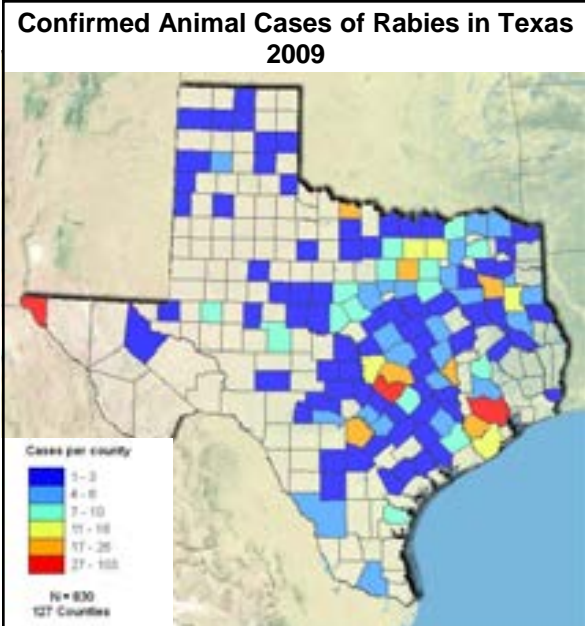 Confirmed Animal Cases of Rabies in Texas
2009
Cases per county
1 - 3
4 - 6
7 - 10
11 - 16
17 - 26
27 - 103
N = 830
127 Counties